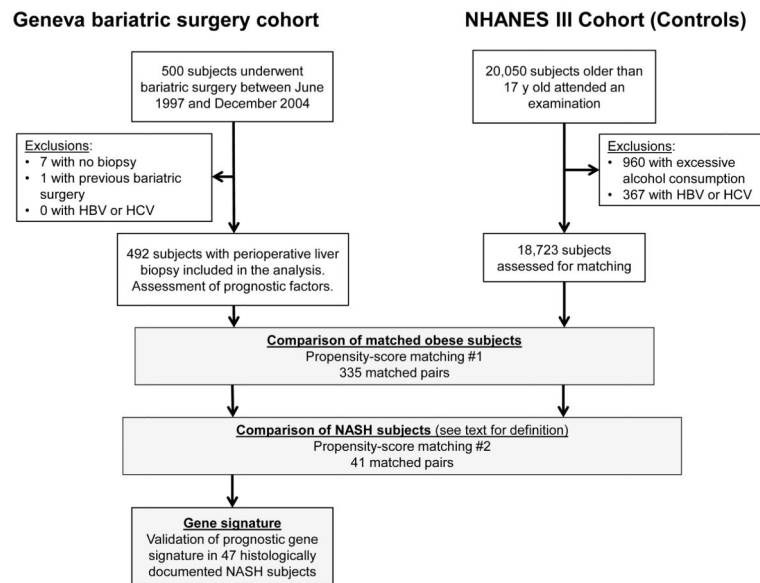 Geneva bariatric surgery cohort
NHANES III Cohort (Controls)
500 subjects underwent
bariatric surgery between June
1997 and December 2004
20,050 subjects older than
17 y old attended an
examination
Exclusions:
• 7 with no biopsy
• 1 with previous bariatric
surgery
• 0 with HBV or HCV
Exclusions:
• 960 with excessive
alcohol consumption
• 367 with HBV or HCV
492 subjects with perioperative liver
biopsy included in the analysis.
Assessment of prognostic factors.
18,723 subjects
assessed for matching
Comparison of matched obese subjects
Propensity-score matching #1
335 matched pairs
Comparison of NASH subjects (see text for definition)
Propensity-score matching #2
41 matched pairs
Gene signature
Validation of prognostic gene
signature in 47 histologically
documented NASH subjects